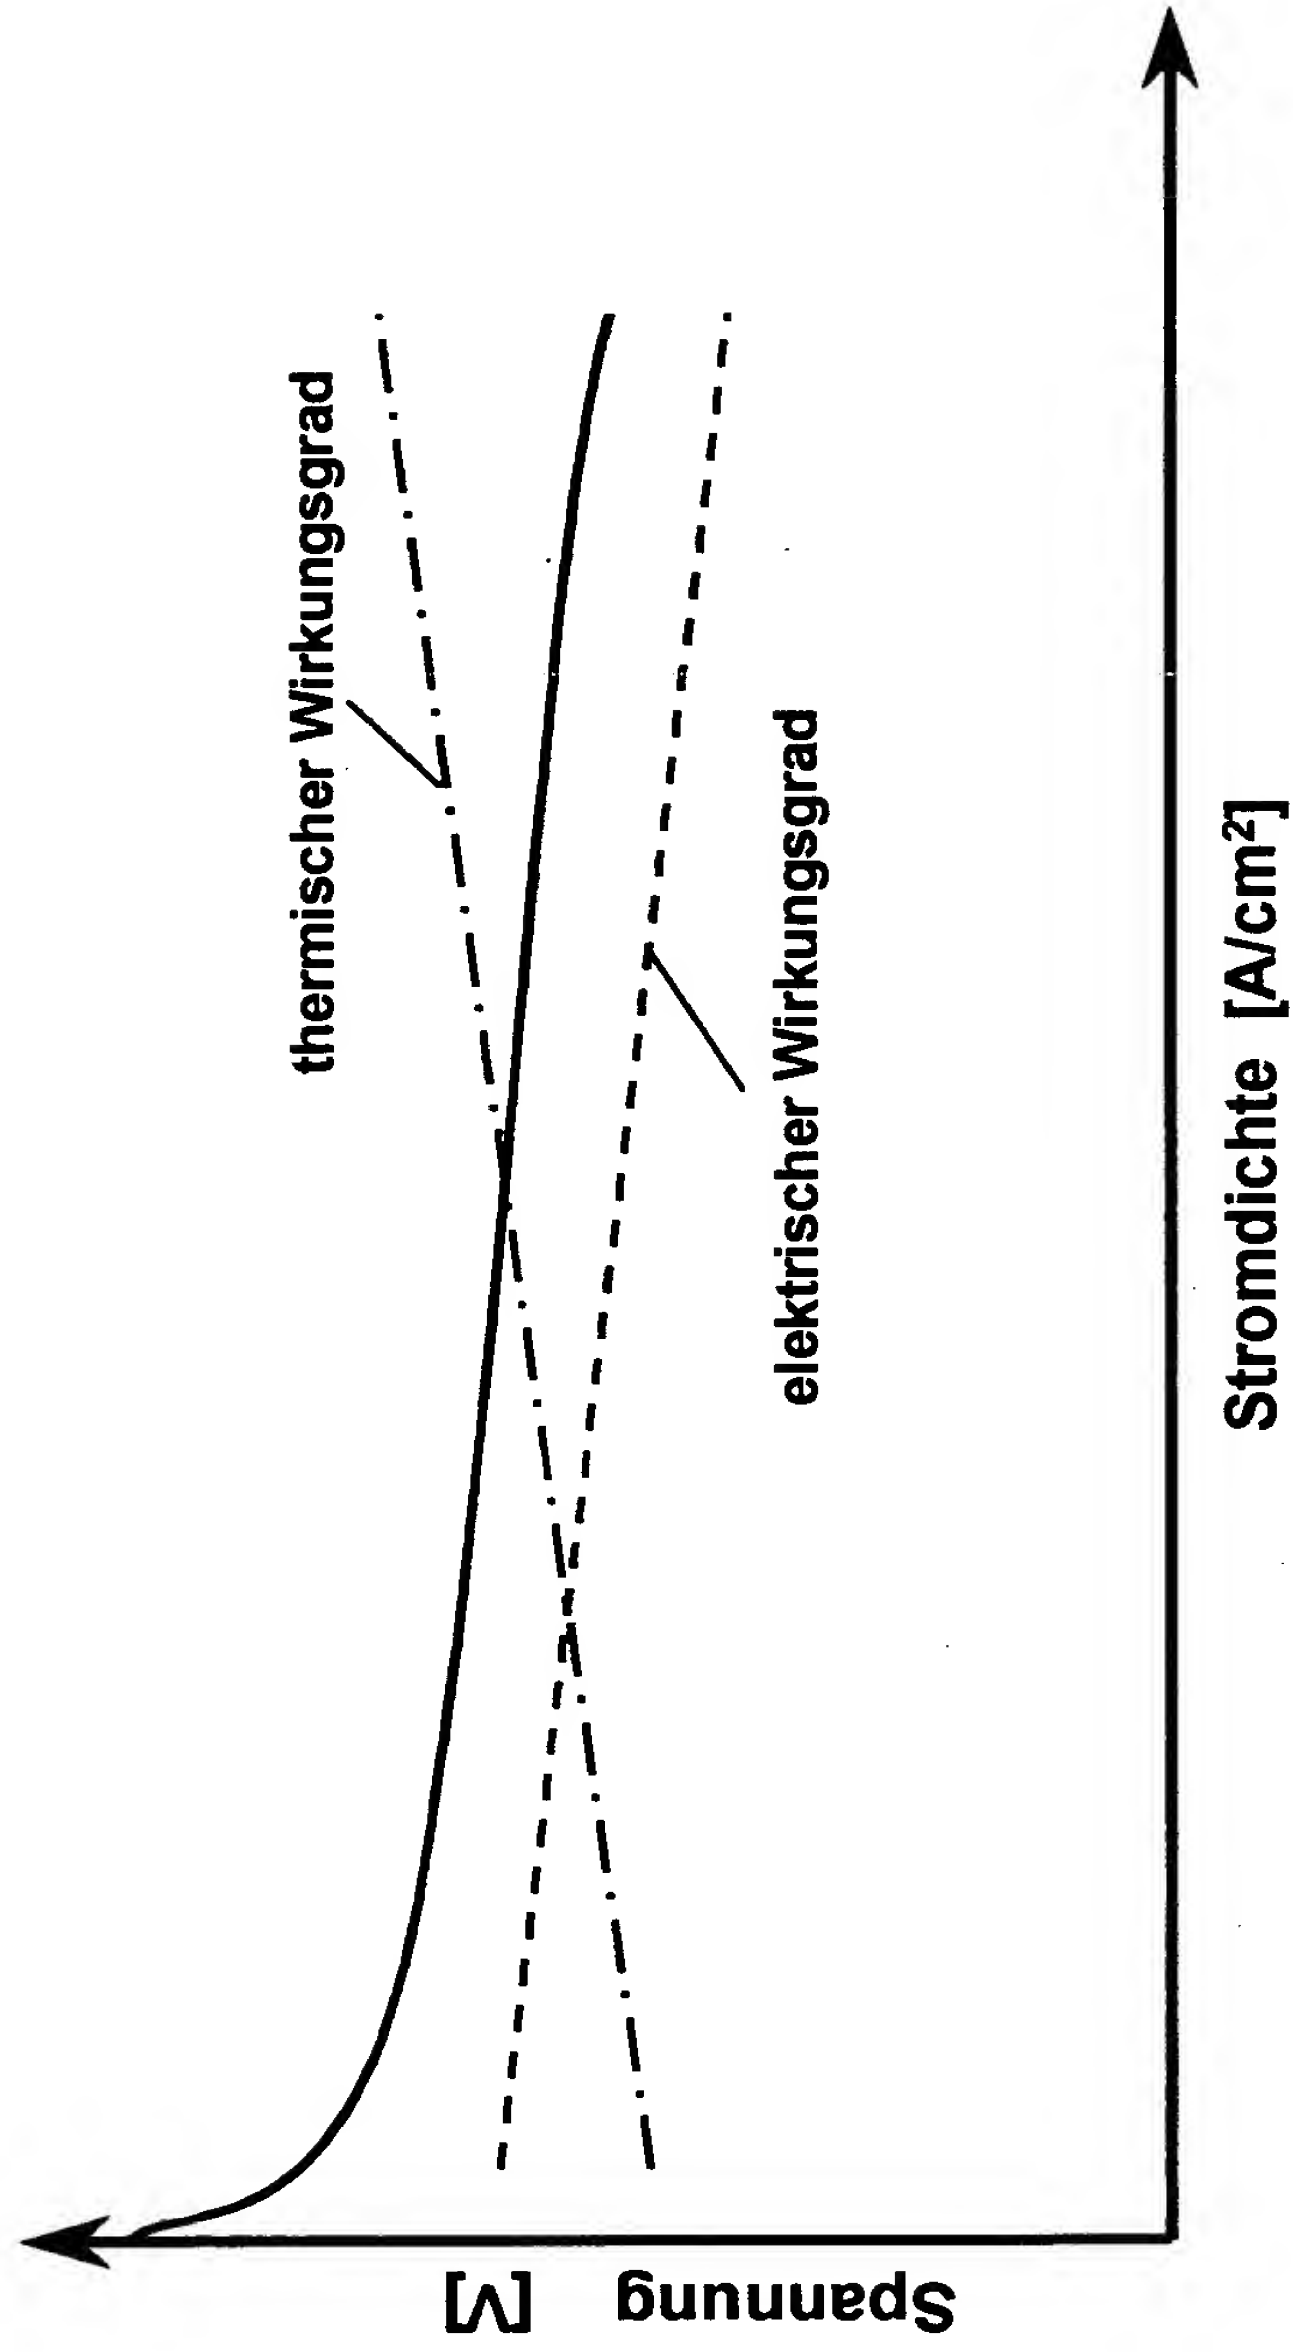 thermischer Wirkungsgrad
elektrischer Wirkungsgrad
Spannung [V]
Stromdichte [A/cm²]